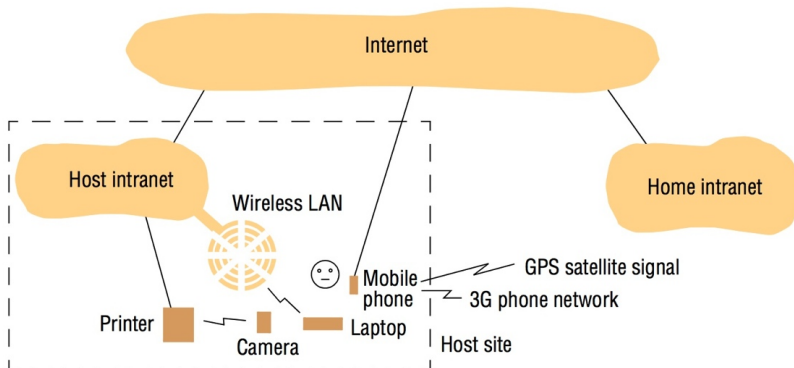 Internet
Host intranet
Wireless LAN
Home intranet
Mobile
phone
GPS satellite signal
3G phone network
Printer
Camera
Laptop
Host site